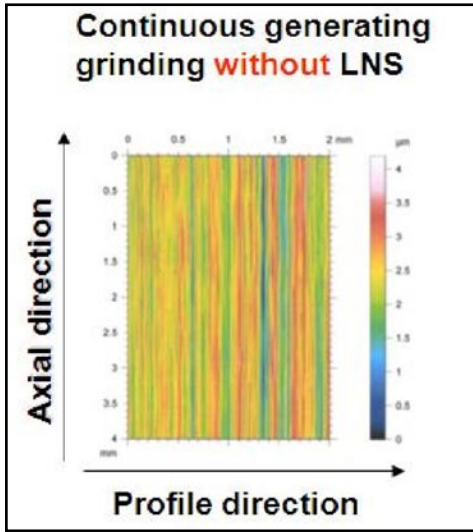 Continuous generating
grinding without LNS
0 0.5 1 1.5 2 mm
µm
0
0.5
1
1.5
2
2.5
3
3.5
4
mm
4
3.5
3
2.5
2
1.5
1
0.5
0
Axial direction
Profile direction